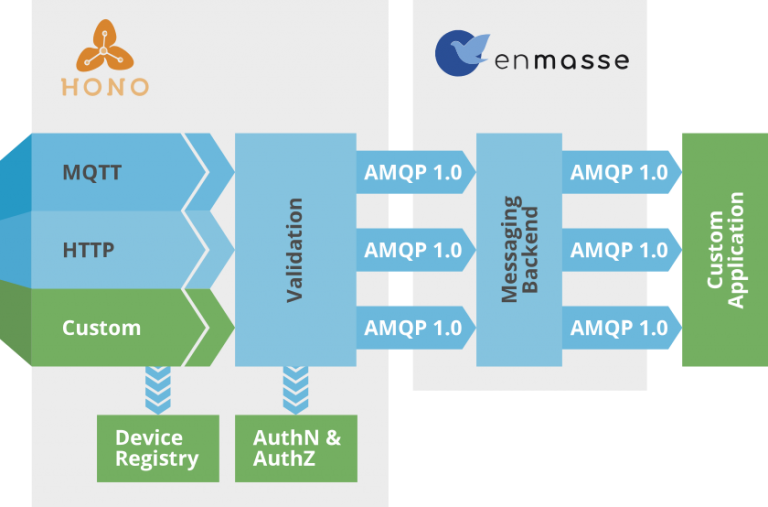 HONO
enmasse
MQTT
HTTP
Custom
Validation
AMQP 1.0
AMQP 1.0
AMQP 1.0
Messaging
Backend
AMQP 1.0
AMQP 1.0
AMQP 1.0
Custom
Application
Device
Registry
AuthN &
AuthZ